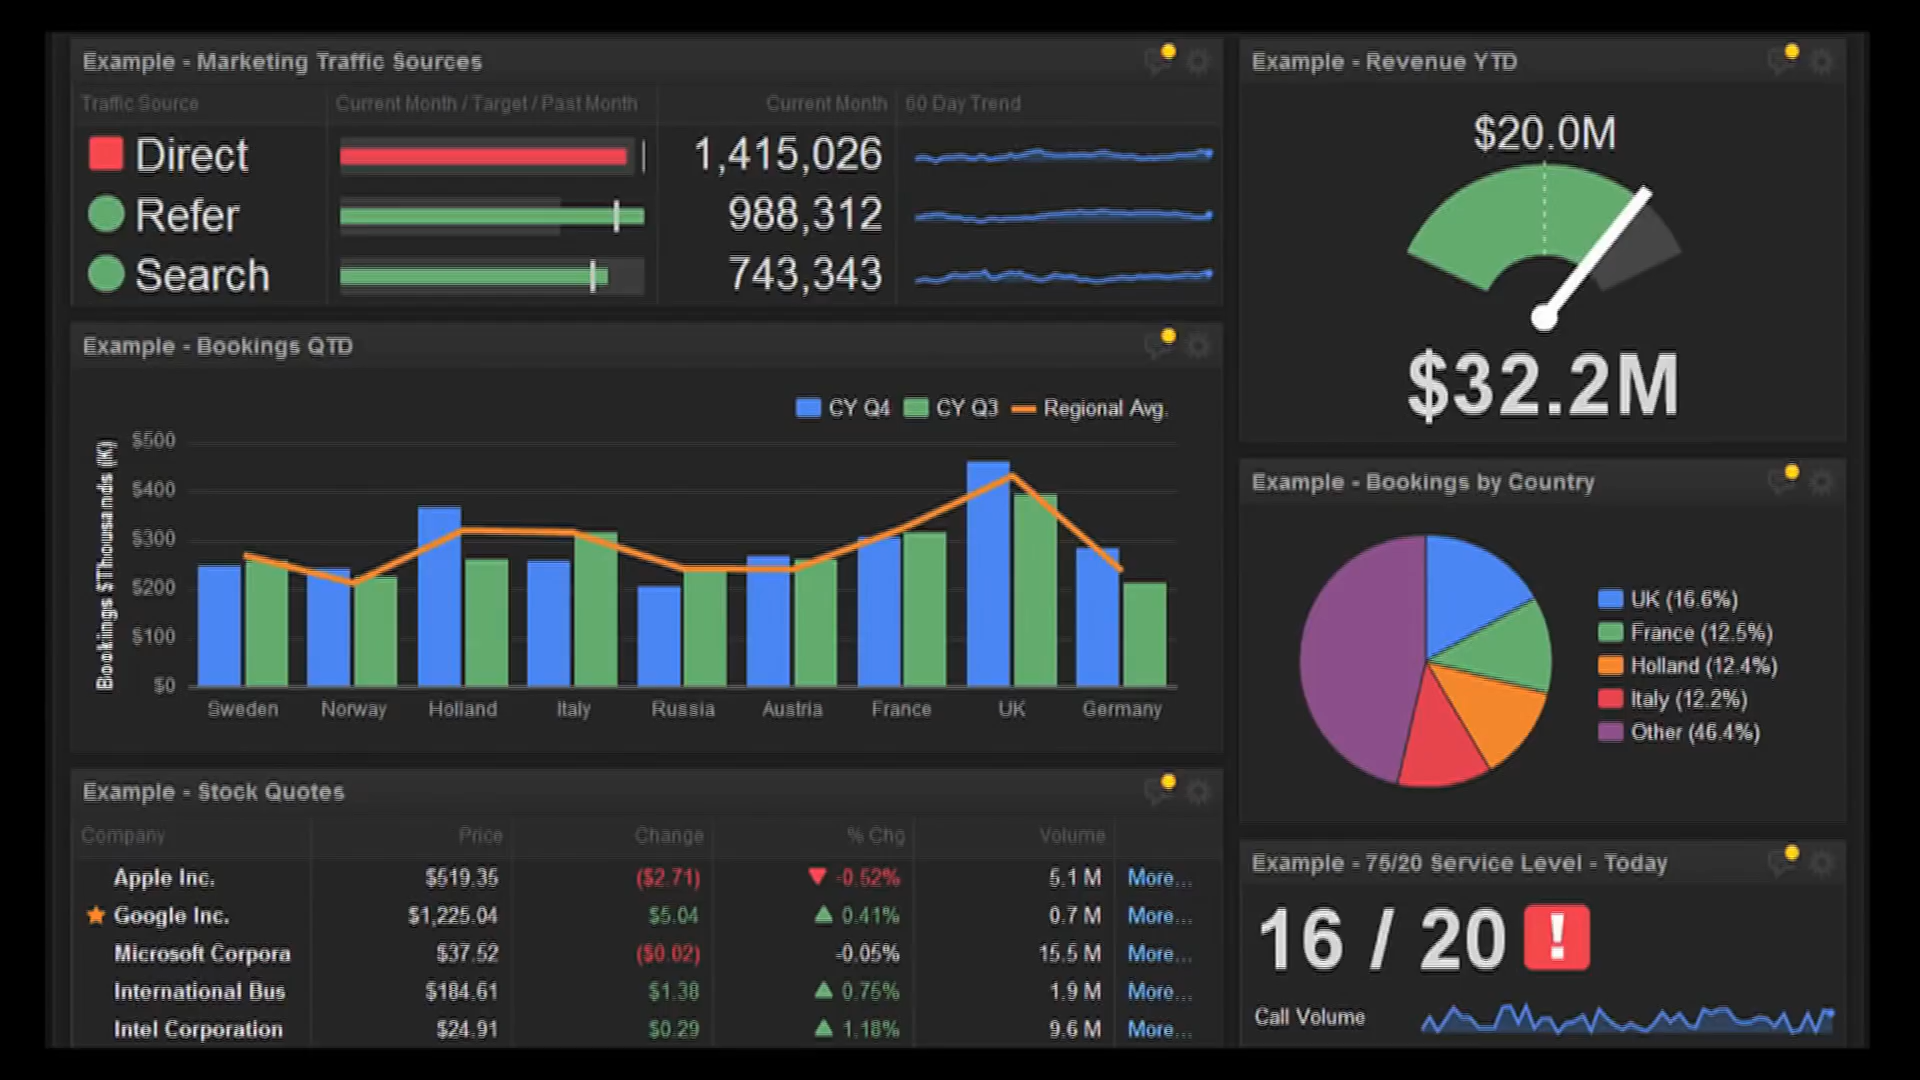 Example - Marketing Traffic Sources
Traffic Source Current Month / Target / Past Month Current Month 60 Day Trend
Direct 1,415,026
Refer 988,312
Search 743,343
Example - Revenue YTD
$20.0M
$32.2M
Example - Bookings QTD
CY Q4 CY Q3 Regional Avg.
Bookings $Thousands (K)
$500
$400
$300
$200
$100
$0
Sweden Norway Holland Italy Russia Austria France UK Germany
Example - Bookings by Country
UK (16.6%)
France (12.5%)
Holland (12.4%)
Italy (12.2%)
Other (46.4%)
Example - Stock Quotes
Company Price Change % Chg Volume
Apple Inc. $519.35 ($2.71) -0.52% 5.1 M More...
Google Inc. $1,225.04 $5.04 0.41% 0.7 M More...
Microsoft Corpora $37.52 ($0.02) -0.05% 15.5 M More...
International Bus $184.61 $1.38 0.75% 1.9 M More...
Intel Corporation $24.91 $0.29 1.18% 9.6 M More...
Example - 75/20 Service Level - Today
16 / 20 !
Call Volume